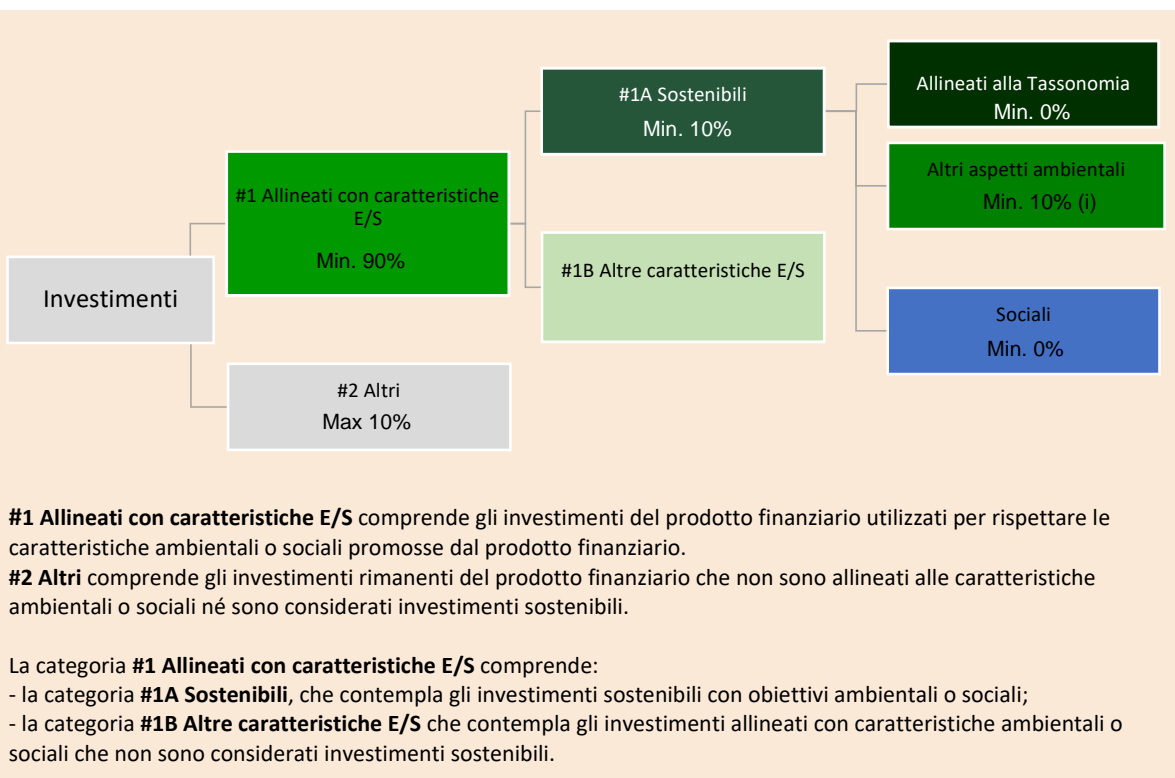 #1A Sostenibili
Min. 10%
Allineati alla Tassonomia
Min. 0%
#1 Allineati con caratteristiche
E/S
Min. 90%
Altri aspetti ambientali
Min. 10% (i)
Investimenti
#1B Altre caratteristiche E/S
Sociali
Min. 0%
#2 Altri
Max 10%
#1 Allineati con caratteristiche E/S comprende gli investimenti del prodotto finanziario utilizzati per rispettare le
caratteristiche ambientali o sociali promosse dal prodotto finanziario.
#2 Altri comprende gli investimenti rimanenti del prodotto finanziario che non sono allineati alle caratteristiche
ambientali o sociali né sono considerati investimenti sostenibili.
La categoria #1 Allineati con caratteristiche E/S comprende:
- la categoria #1A Sostenibili, che contempla gli investimenti sostenibili con obiettivi ambientali o sociali;
- la categoria #1B Altre caratteristiche E/S che contempla gli investimenti allineati con caratteristiche ambientali o
sociali che non sono considerati investimenti sostenibili.